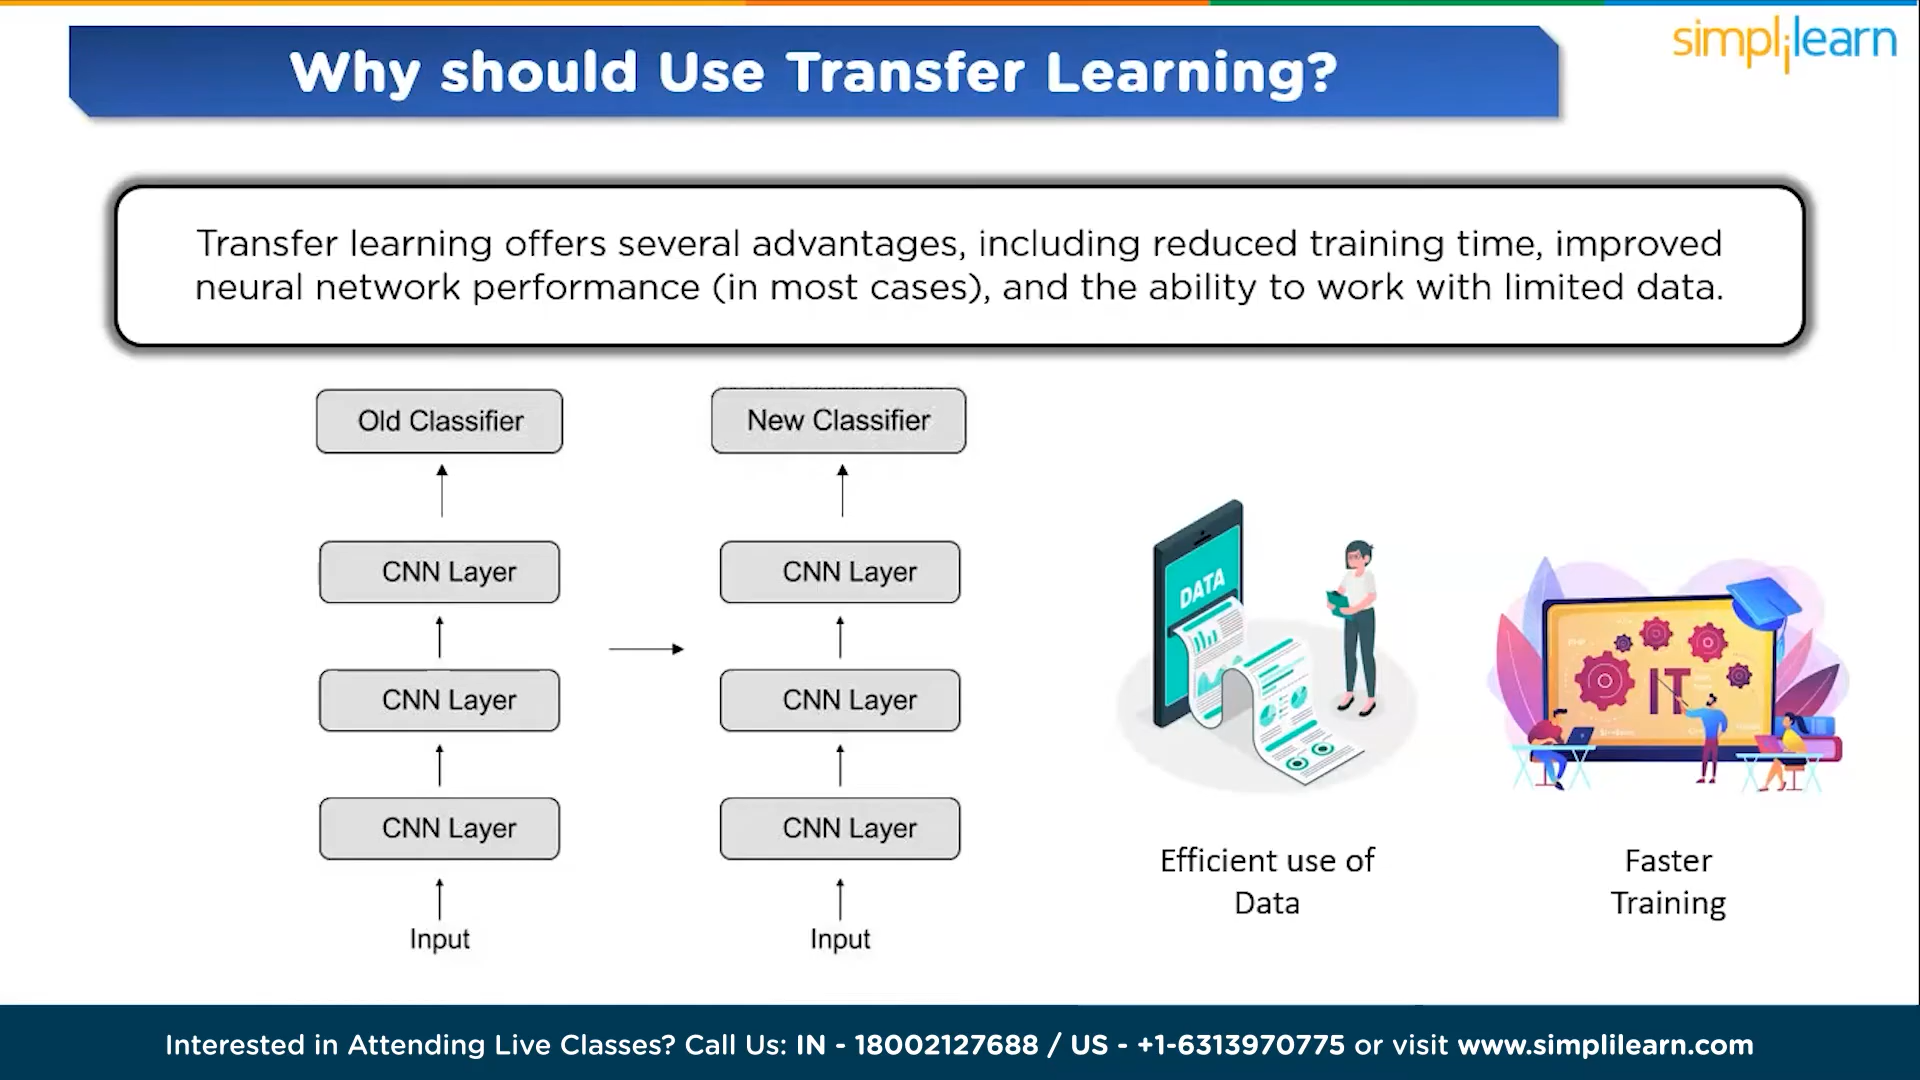 simplilearn
Why should Use Transfer Learning?
Transfer learning offers several advantages, including reduced training time, improved
neural network performance (in most cases), and the ability to work with limited data.
Old Classifier
New Classifier
CNN Layer
CNN Layer
CNN Layer
CNN Layer
CNN Layer
CNN Layer
Input
Input
DATA
IT
Efficient use of
Data
Faster
Training
Interested in Attending Live Classes? Call Us: IN - 18002127688 / US - +1-6313970775 or visit www.simplilearn.com